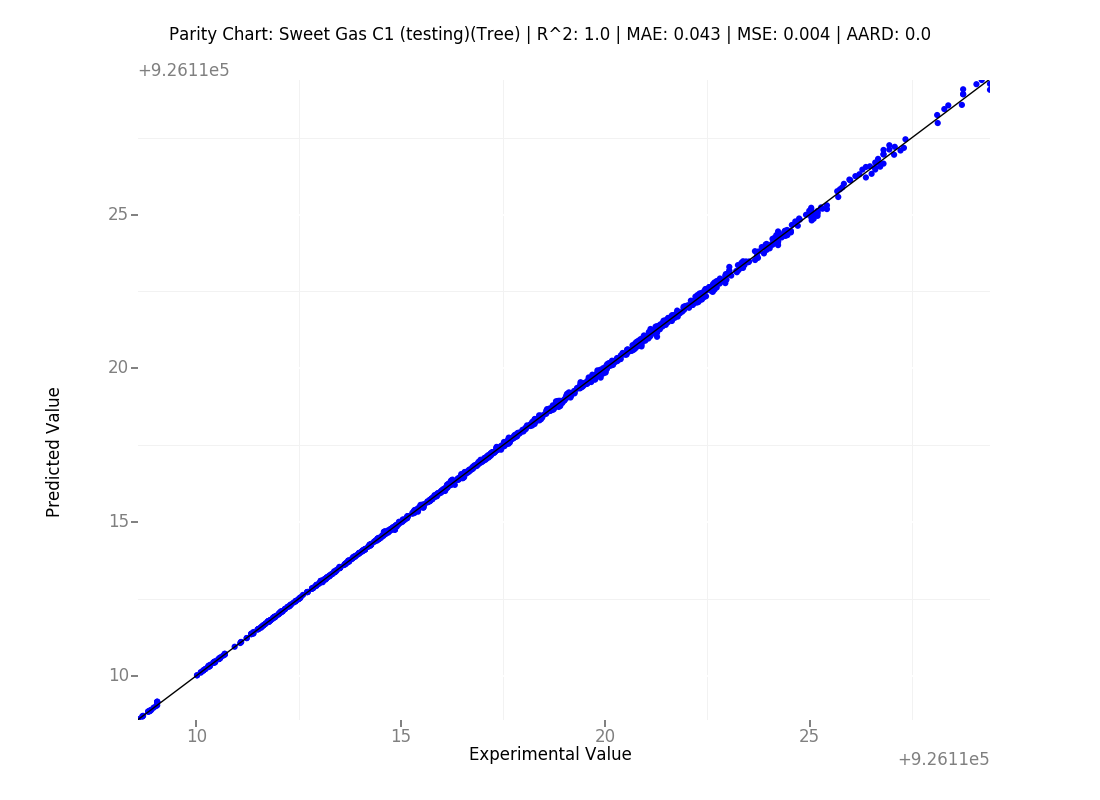 Parity Chart: Sweet Gas C1 (testing)(Tree) | R^2: 1.0 | MAE: 0.043 | MSE: 0.004 | AARD: 0.0
+9.2611e5
25
20
15
10
Predicted Value
10 15 20 25
Experimental Value
+9.2611e5